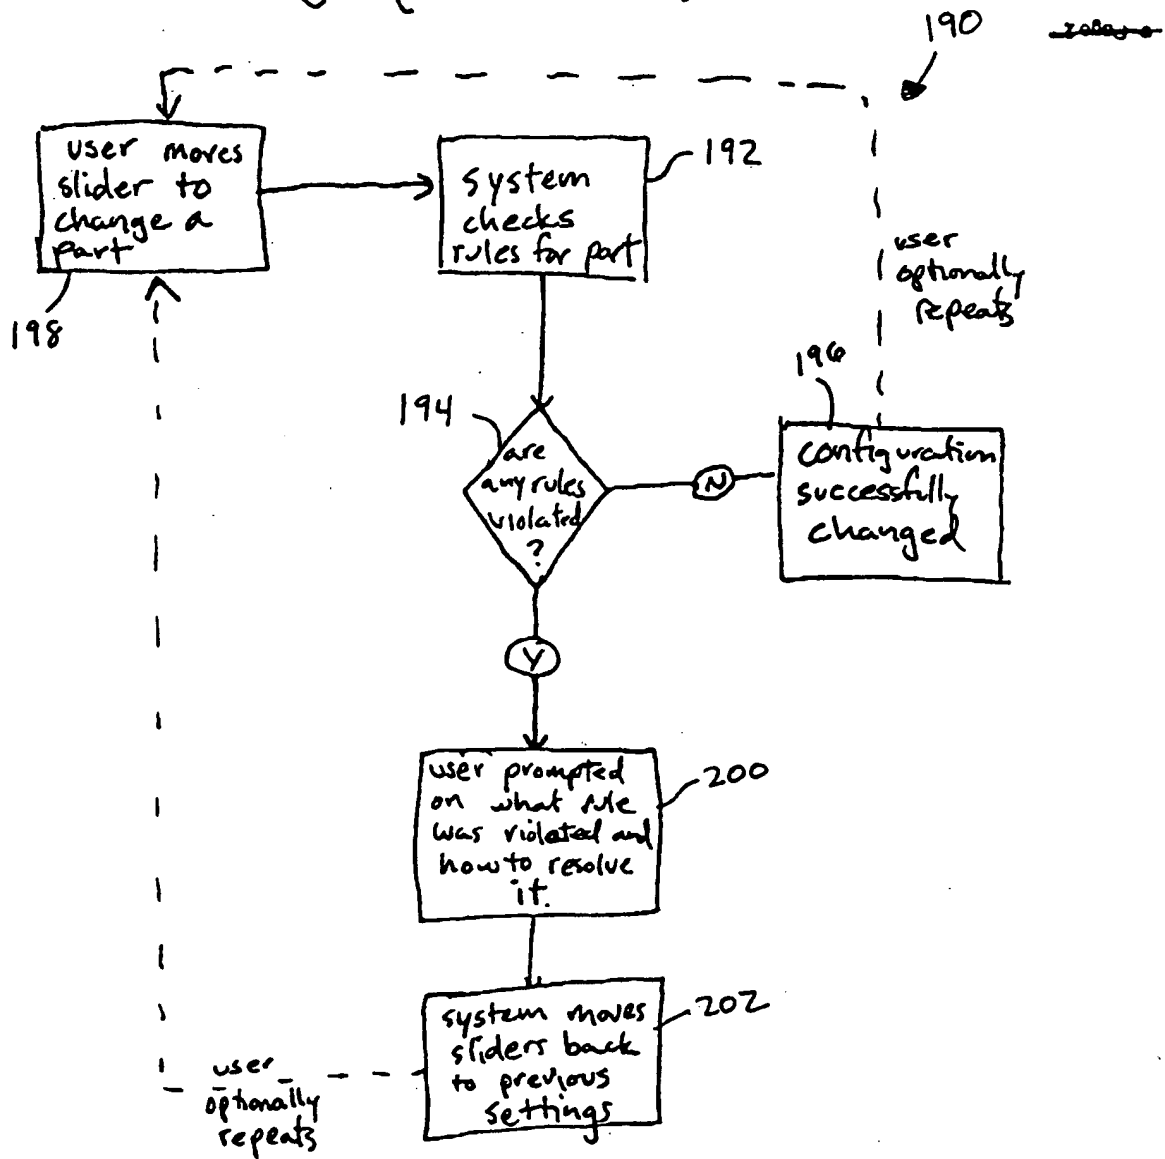 190
user moves
slider to
change a
part
198
system
checks
rules for part
192
user
optionally
repeats
194
are
any rules
violated
?
N
196
configuration
successfully
changed
Y
user prompted
on what rule
was violated and
how to resolve
it.
200
system moves
sliders back
to previous
settings
202
user
optionally
repeats